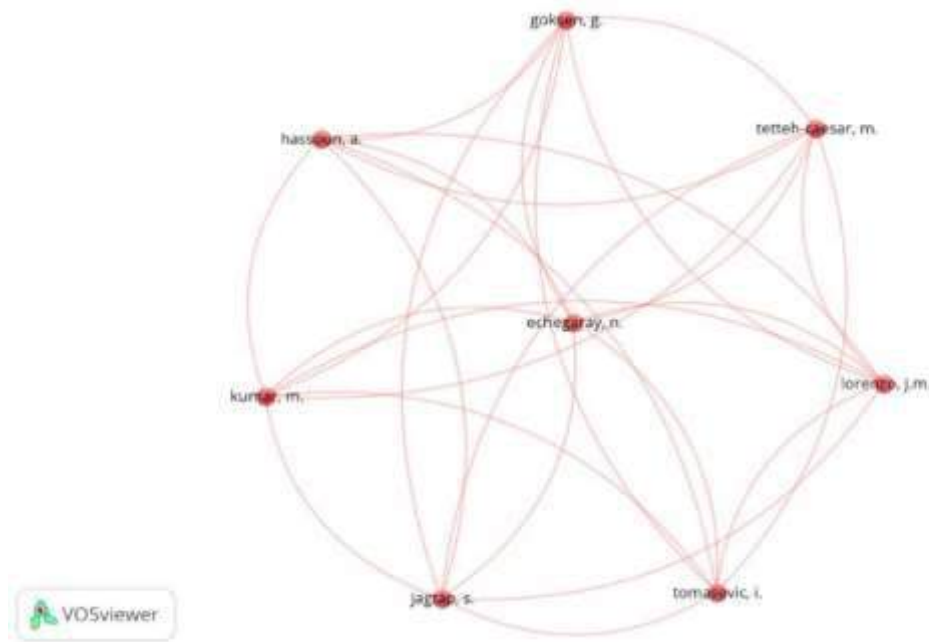 goksen, g.
tetteh-caesar, m.
hassoun, a.
echegaray, n.
lorenzo, j.m.
kumar, m.
jagtap, s.
tomasevic, i.
VOSviewer